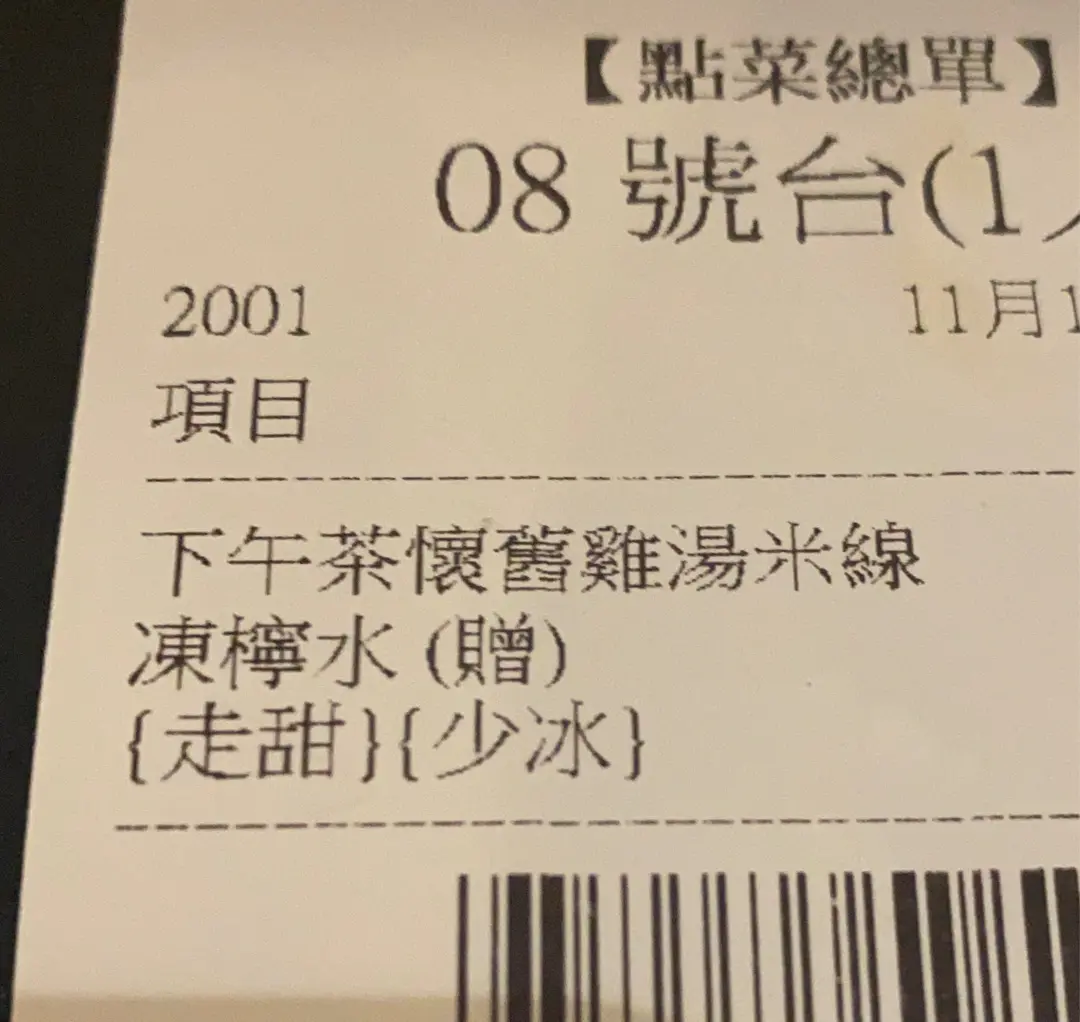 【點菜總單】
08 號台(1
2001 11月1
項目
下午茶懷舊雞湯米線
凍檸水 (贈)
{走甜}{少冰}